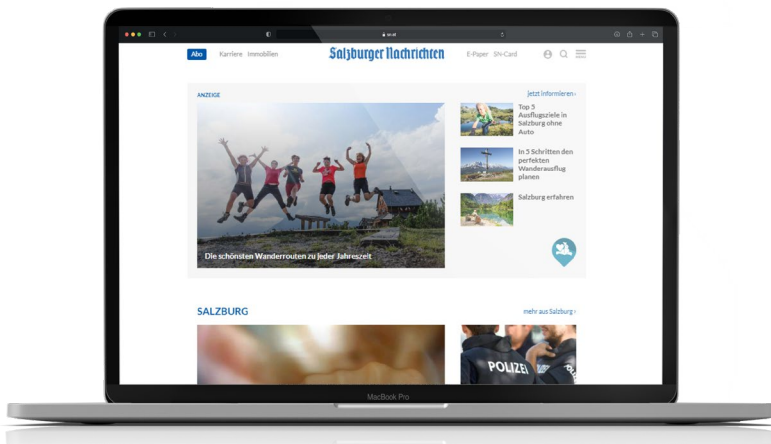 sn.at
Abo
Karriere Immobilien
Salzburger Nachrichten
E-Paper SN-Card
ANZEIGE
jetzt informieren ›
Die schönsten Wanderrouten zu jeder Jahreszeit
Top 5
Ausflugsziele in
Salzburg ohne
Auto
In 5 Schritten den
perfekten
Wanderausflug
planen
Salzburg erfahren
SALZBURG
mehr aus Salzburg ›
POLIZEI
MacBook Pro